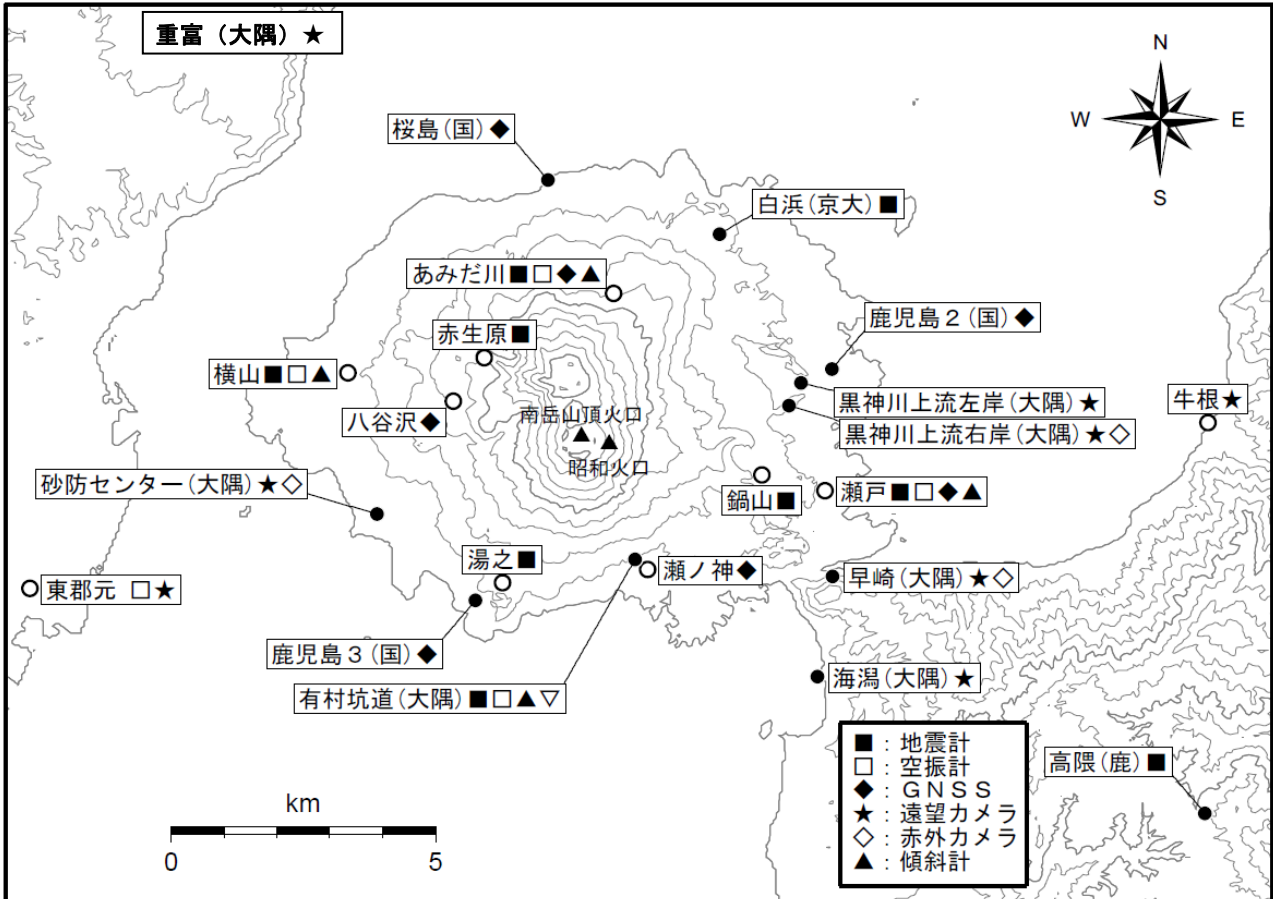 重富（大隅）★
N
W E
S
桜島(国)◆
白浜(京大)■
あみだ川■□◆▲
鹿児島２(国)◆
赤生原■
横山■□▲
黒神川上流左岸(大隅)★
牛根★
八谷沢◆
南岳山頂火口
黒神川上流右岸(大隅)★◇
昭和火口
砂防センター(大隅)★◇
鍋山■
瀬戸■□◆▲
湯之■
瀬ノ神◆
早崎(大隅)★◇
東郡元 □★
鹿児島３(国)◆
海潟(大隅)★
有村坑道(大隅)■□▲▽
■：地震計
□：空振計
◆：ＧＮＳＳ
★：遠望カメラ
◇：赤外カメラ
▲：傾斜計
高隈(鹿)■
km
0 5